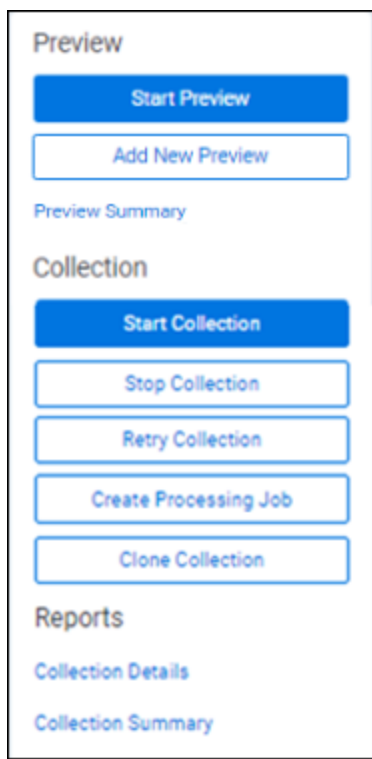 Preview
Start Preview
Add New Preview
Preview Summary
Collection
Start Collection
Stop Collection
Retry Collection
Create Processing Job
Clone Collection
Reports
Collection Details
Collection Summary